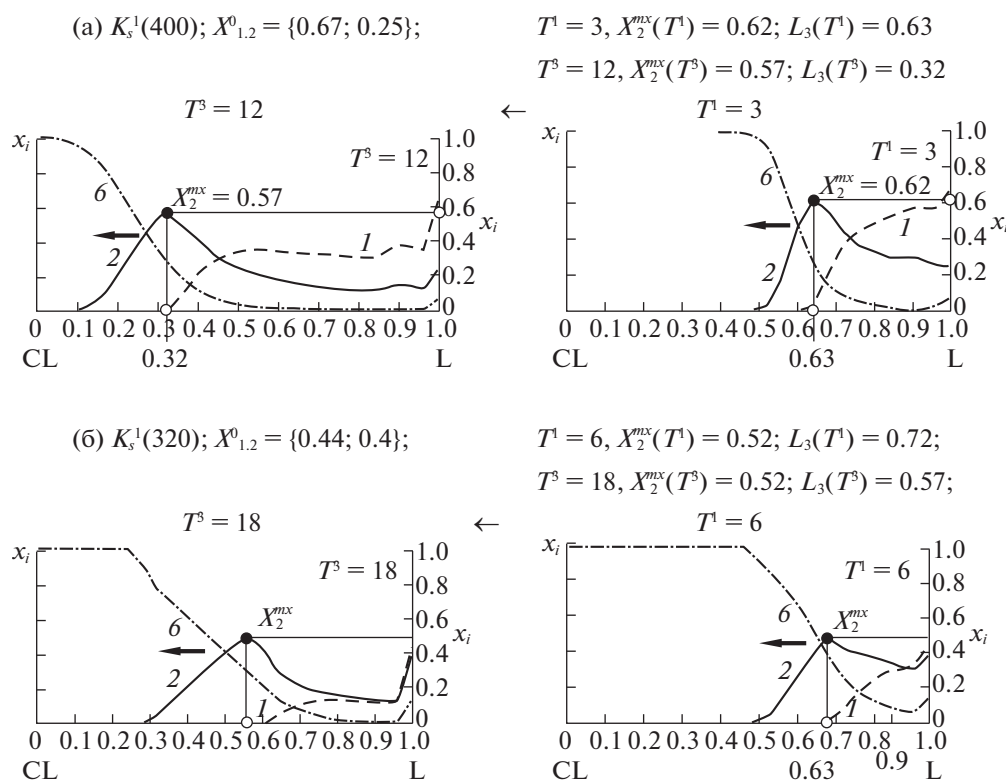 (а) K_s^1(400); X^0_{1.2} = {0.67; 0.25}; T^1 = 3, X_2^{mx}(T^1) = 0.62; L_3(T^1) = 0.63
T^3 = 12, X_2^{mx}(T^3) = 0.57; L_3(T^3) = 0.32
T^3 = 12 ← T^1 = 3
x_i 1.0 x_i 1.0
T^3 = 12 T^1 = 3
6 0.8 6 0.8
X_2^{mx} = 0.57 X_2^{mx} = 0.62
0.6 x_i 0.6 x_i
1 0.4 1 0.4
2 0.2 2 0.2
0 0
0 0.1 0.2 0.3 0.4 0.5 0.6 0.7 0.8 0.9 1.0 0 0.1 0.2 0.3 0.4 0.5 0.6 0.7 0.8 0.9 1.0
CL 0.32 L CL 0.63 L
(б) K_s^1(320); X^0_{1.2} = {0.44; 0.4}; T^1 = 6, X_2^{mx}(T^1) = 0.52; L_3(T^1) = 0.72;
T^3 = 18, X_2^{mx}(T^3) = 0.52; L_3(T^3) = 0.57;
T^3 = 18 ← T^1 = 6
x_i 1.0 x_i 1.0
T^3 = 18 T^1 = 6
0.8 0.8
6 X_2^{mx} 0.6 x_i 6 X_2^{mx} 0.6 x_i
2 0.4 2 0.4
0.2 0.2
1 0 1 0
0 0.1 0.2 0.3 0.4 0.5 0.6 0.7 0.8 0.9 1.0 0 0.1 0.2 0.3 0.4 0.5 0.6 0.7 0.8 1.0
0.63 0.9
CL L CL L